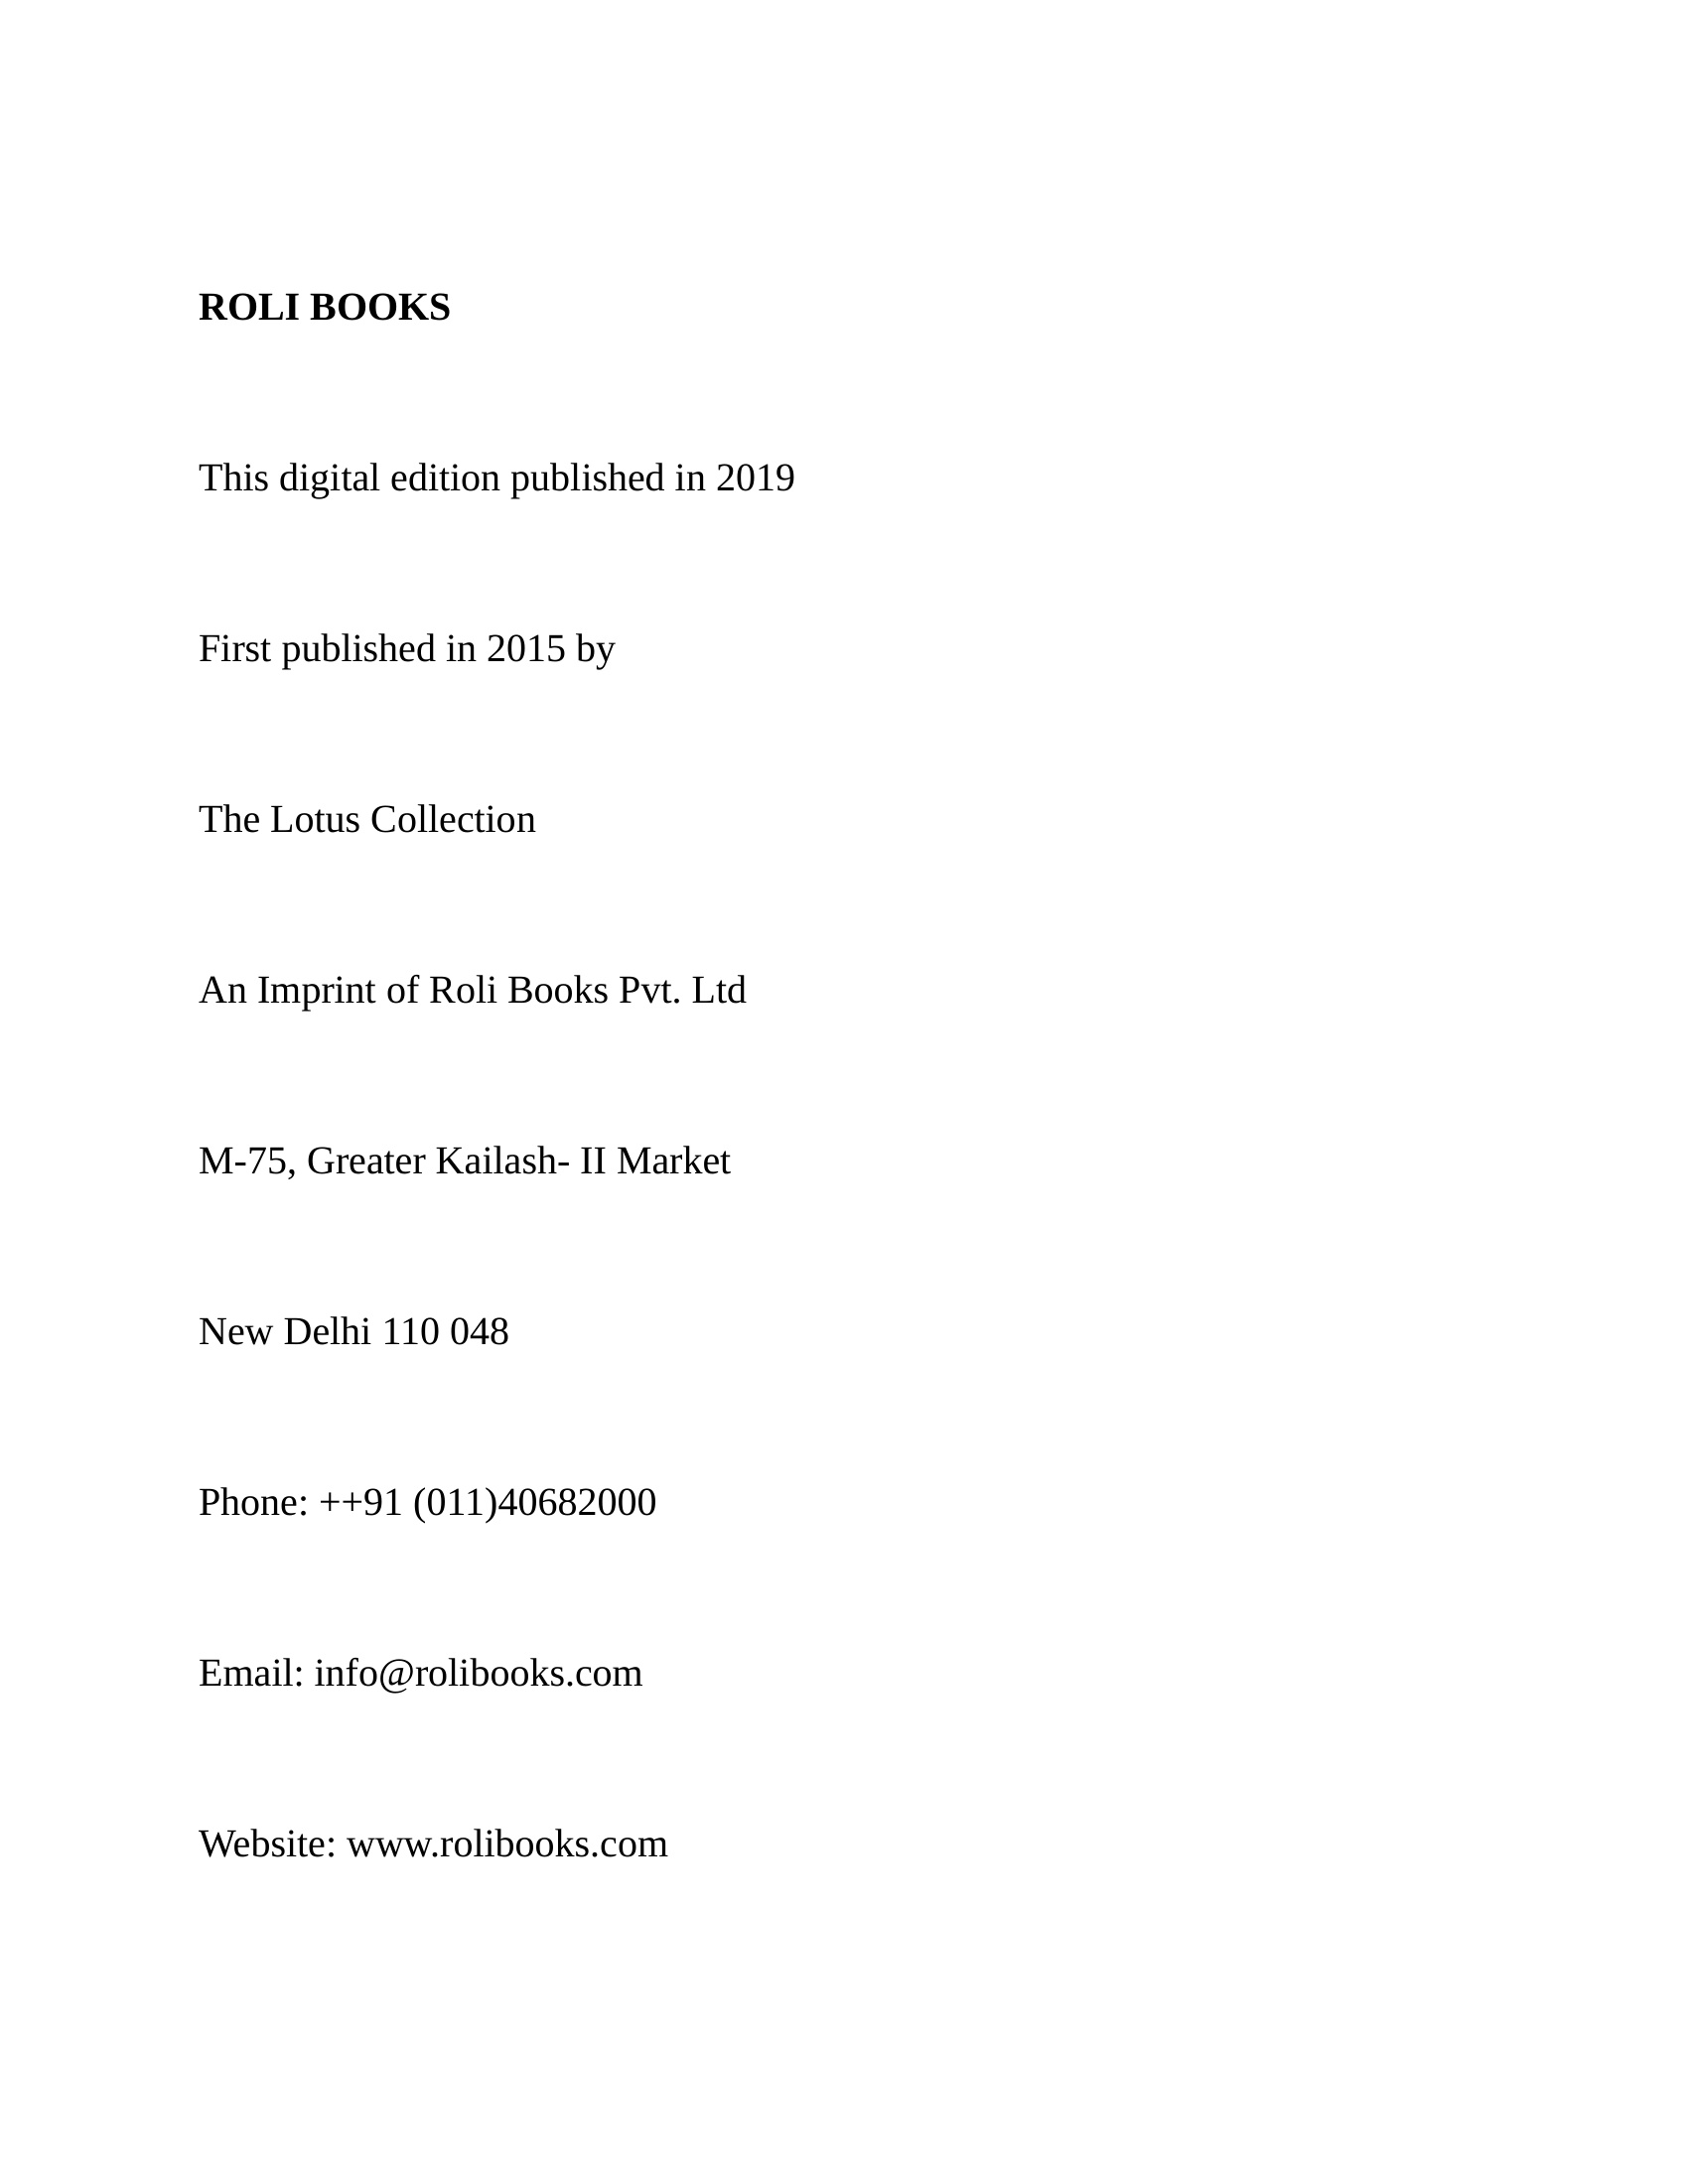 ROLI BOOKS
This digital edition published in 2019
First published in 2015 by
The Lotus Collection
An Imprint of Roli Books Pvt. Ltd
M-75, Greater Kailash- II Market
New Delhi 110 048
Phone: ++91 (011)40682000
Email: info@rolibooks.com
Website: www.rolibooks.com